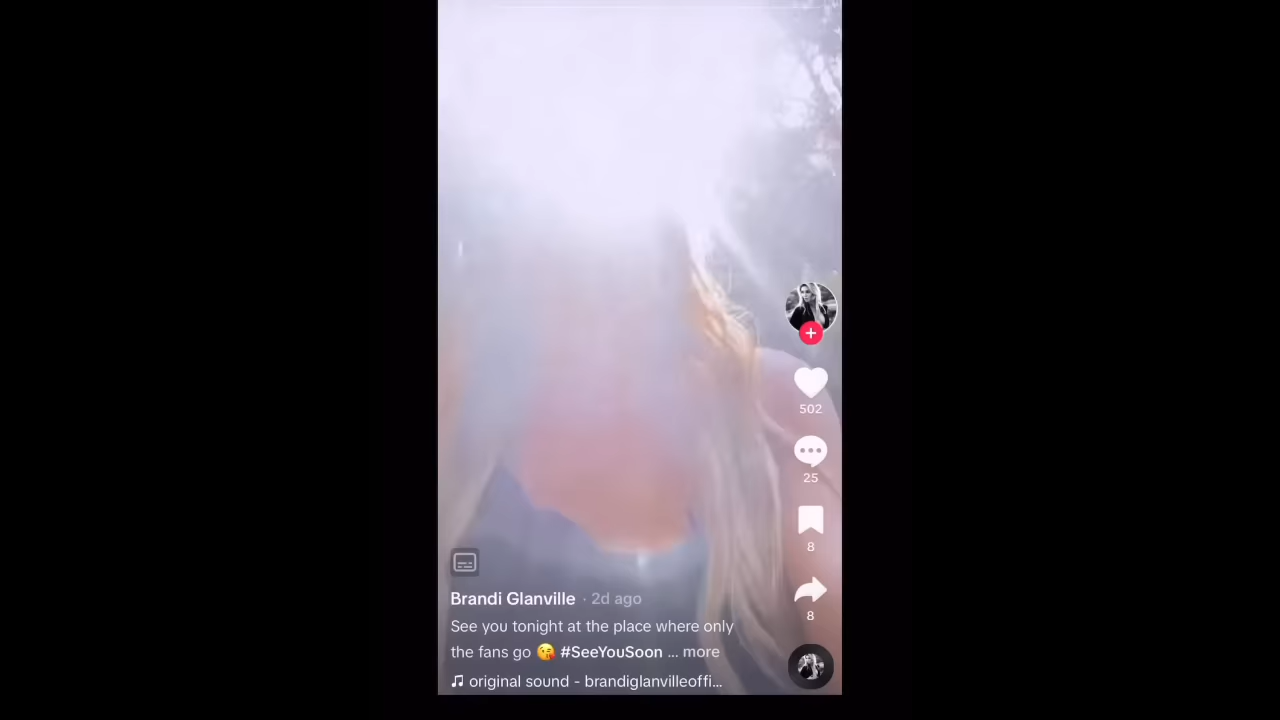 502
25
8
8
Brandi Glanville · 2d ago
See you tonight at the place where only
the fans go 😘 #SeeYouSoon ... more
original sound - brandiglanvilleoffi...